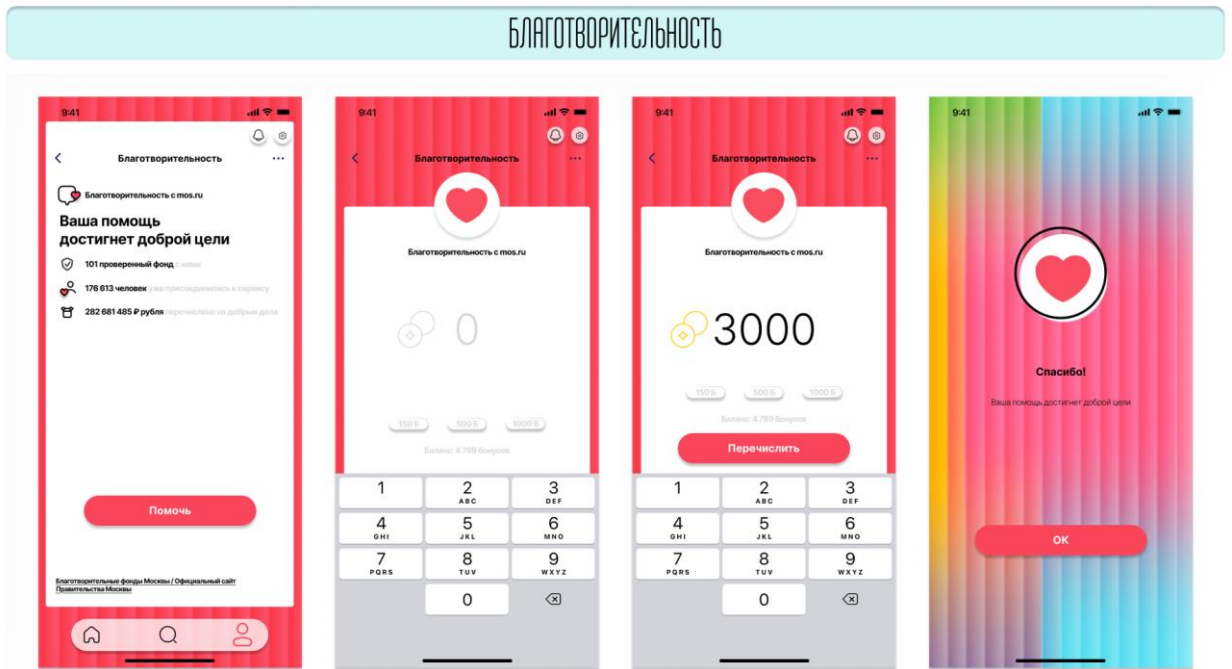 БЛАГОТВОРИТЕЛЬНОСТЬ
9:41
Благотворительность
Благотворительность с mos.ru
Ваша помощь
достигнет доброй цели
101 проверенный фонд с нами
176 613 человек уже присоединились к сервису
282 681 485 ₽ рубля перечислено на добрые дела
Помочь
Благотворительные фонды Москвы / Официальный сайт
Правительства Москвы
9:41
Благотворительность
Благотворительность с mos.ru
0
150 Б 500 Б 1000 Б
Баланс: 4 789 бонусов
1 2 3
ABC DEF
4 5 6
GHI JKL MNO
7 8 9
PQRS TUV WXYZ
0
9:41
Благотворительность
Благотворительность с mos.ru
3000
150 Б 500 Б 1000 Б
Баланс: 4 789 бонусов
Перечислить
1 2 3
ABC DEF
4 5 6
GHI JKL MNO
7 8 9
PQRS TUV WXYZ
0
9:41
Спасибо!
Ваша помощь достигнет доброй цели
ОК